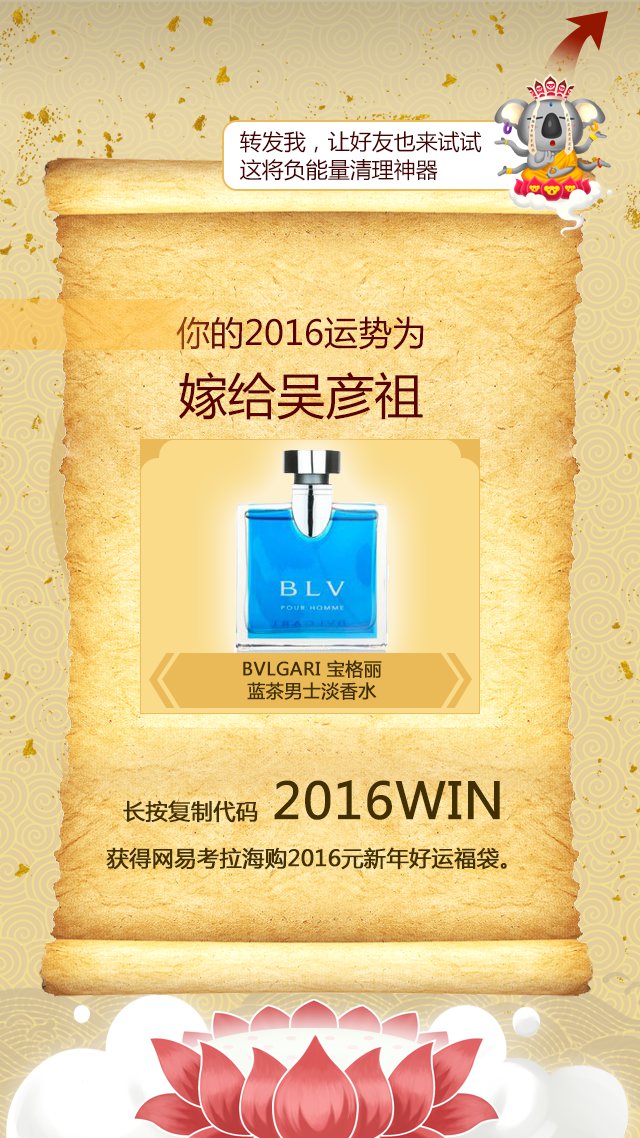 转发我，让好友也来试试
这将负能量清理神器
你的2016运势为
嫁给吴彦祖
BLV
POUR HOMME
BVLGARI
BVLGARI 宝格丽
蓝茶男士淡香水
长按复制代码 2016WIN
获得网易考拉海购2016元新年好运福袋。